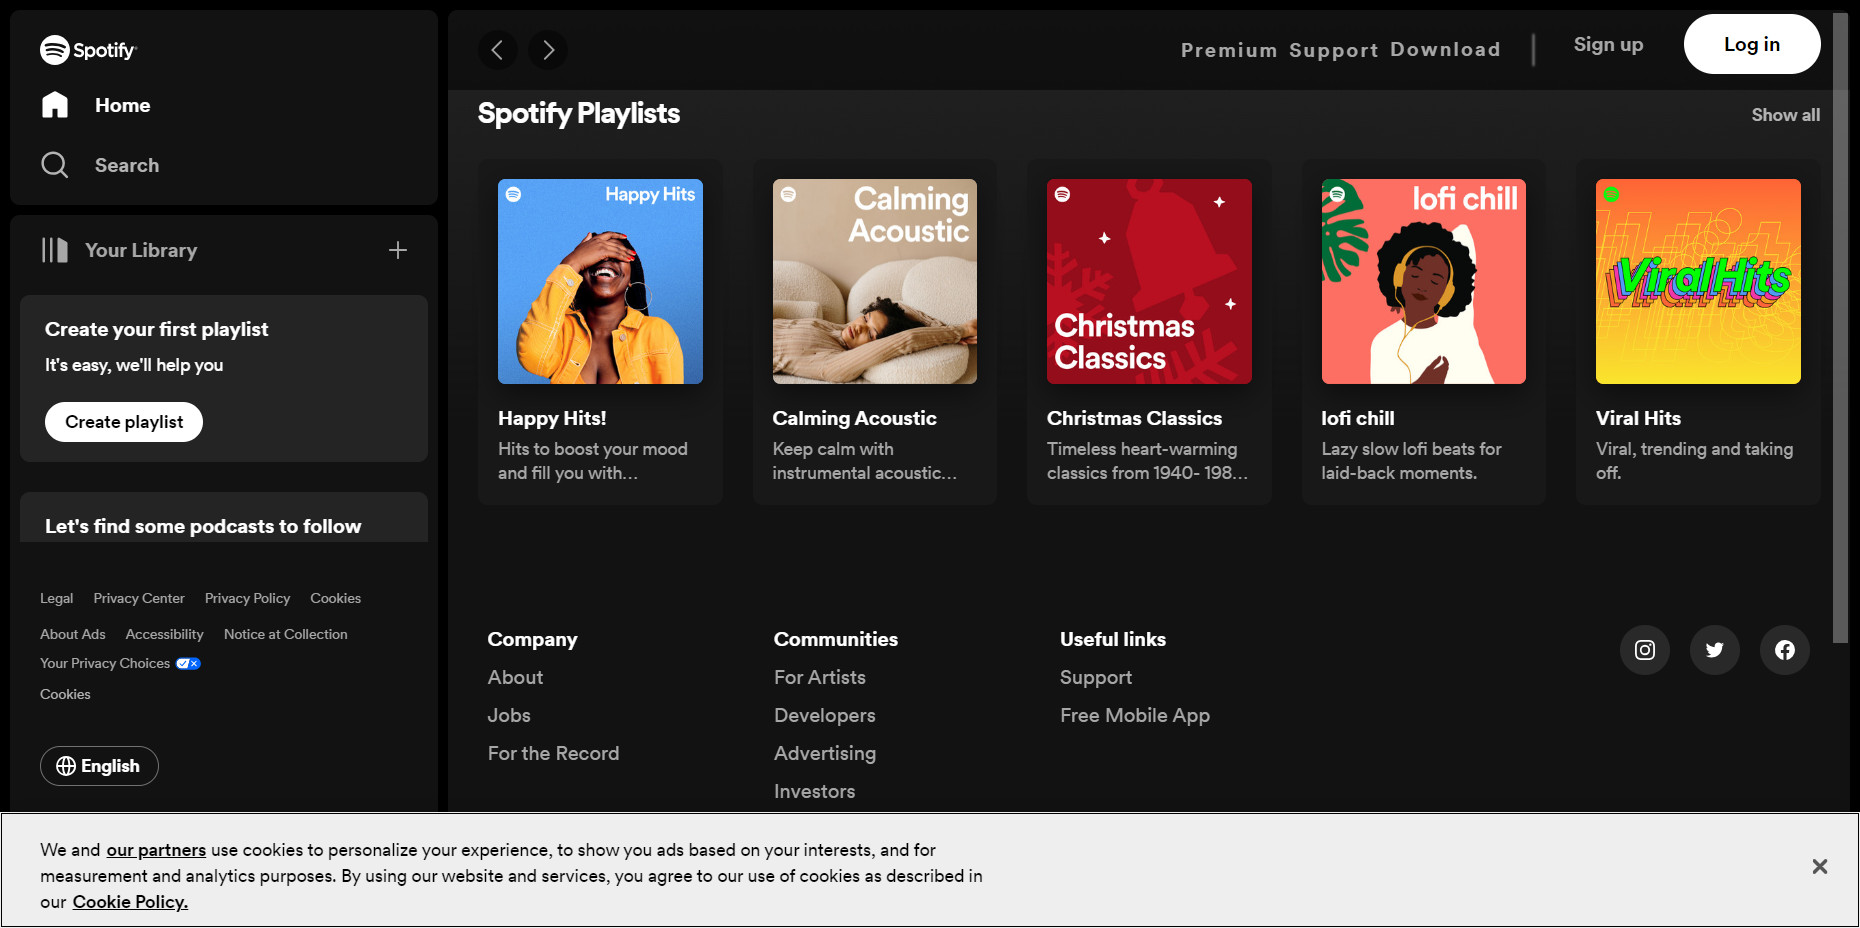 Spotify
Home
Search
Your Library
Create your first playlist
It's easy, we'll help you
Create playlist
Let's find some podcasts to follow
Legal Privacy Center Privacy Policy Cookies
About Ads Accessibility Notice at Collection
Your Privacy Choices
Cookies
English
Premium Support Download Sign up Log in
Spotify Playlists Show all
Happy Hits
Calming
Acoustic
Christmas
Classics
lofi chill
Viral Hits
Happy Hits!
Hits to boost your mood
and fill you with...
Calming Acoustic
Keep calm with
instrumental acoustic...
Christmas Classics
Timeless heart-warming
classics from 1940- 198...
lofi chill
Lazy slow lofi beats for
laid-back moments.
Viral Hits
Viral, trending and taking
off.
Company
About
Jobs
For the Record
Communities
For Artists
Developers
Advertising
Investors
Useful links
Support
Free Mobile App
We and our partners use cookies to personalize your experience, to show you ads based on your interests, and for
measurement and analytics purposes. By using our website and services, you agree to our use of cookies as described in
our Cookie Policy.